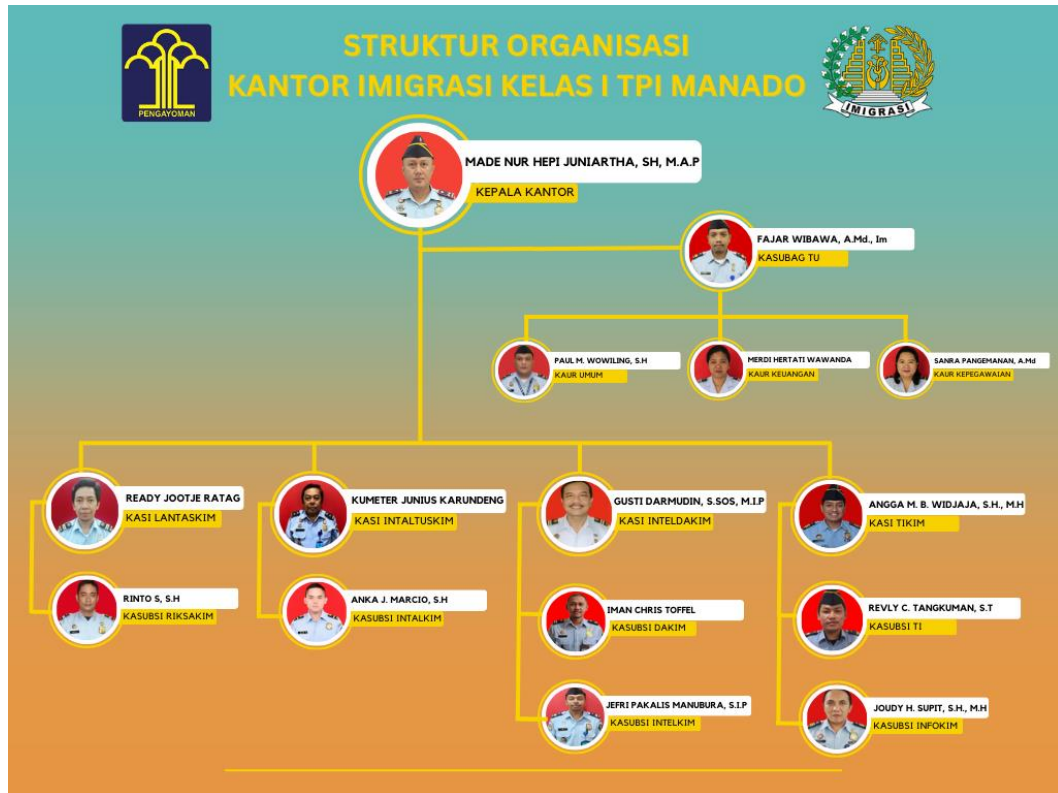 STRUKTUR ORGANISASI
KANTOR IMIGRASI KELAS I TPI MANADO
PENGAYOMAN
IMIGRASI
MADE NUR HEPI JUNIARTHA, SH, M.A.P
KEPALA KANTOR
FAJAR WIBAWA, A.Md., Im
KASUBAG TU
PAUL M. WOWILING, S.H
KAUR UMUM
MERDI HERTATI WAWANDA
KAUR KEUANGAN
SANRA PANGEMANAN, A.Md
KAUR KEPEGAWAIAN
READY JOOTJE RATAG
KASI LANTASKIM
KUMETER JUNIUS KARUNDENG
KASI INTALTUSKIM
GUSTI DARMUDIN, S.SOS, M.I.P
KASI INTELDAKIM
ANGGA M. B. WIDJAJA, S.H., M.H
KASI TIKIM
RINTO S, S.H
KASUBSI RIKSAKIM
ANKA J. MARCIO, S.H
KASUBSI INTALKIM
IMAN CHRIS TOFFEL
KASUBSI DAKIM
REVLY C. TANGKUMAN, S.T
KASUBSI TI
JEFRI PAKALIS MANUBURA, S.I.P
KASUBSI INTELKIM
JOUDY H. SUPIT, S.H., M.H
KASUBSI INFOKIM